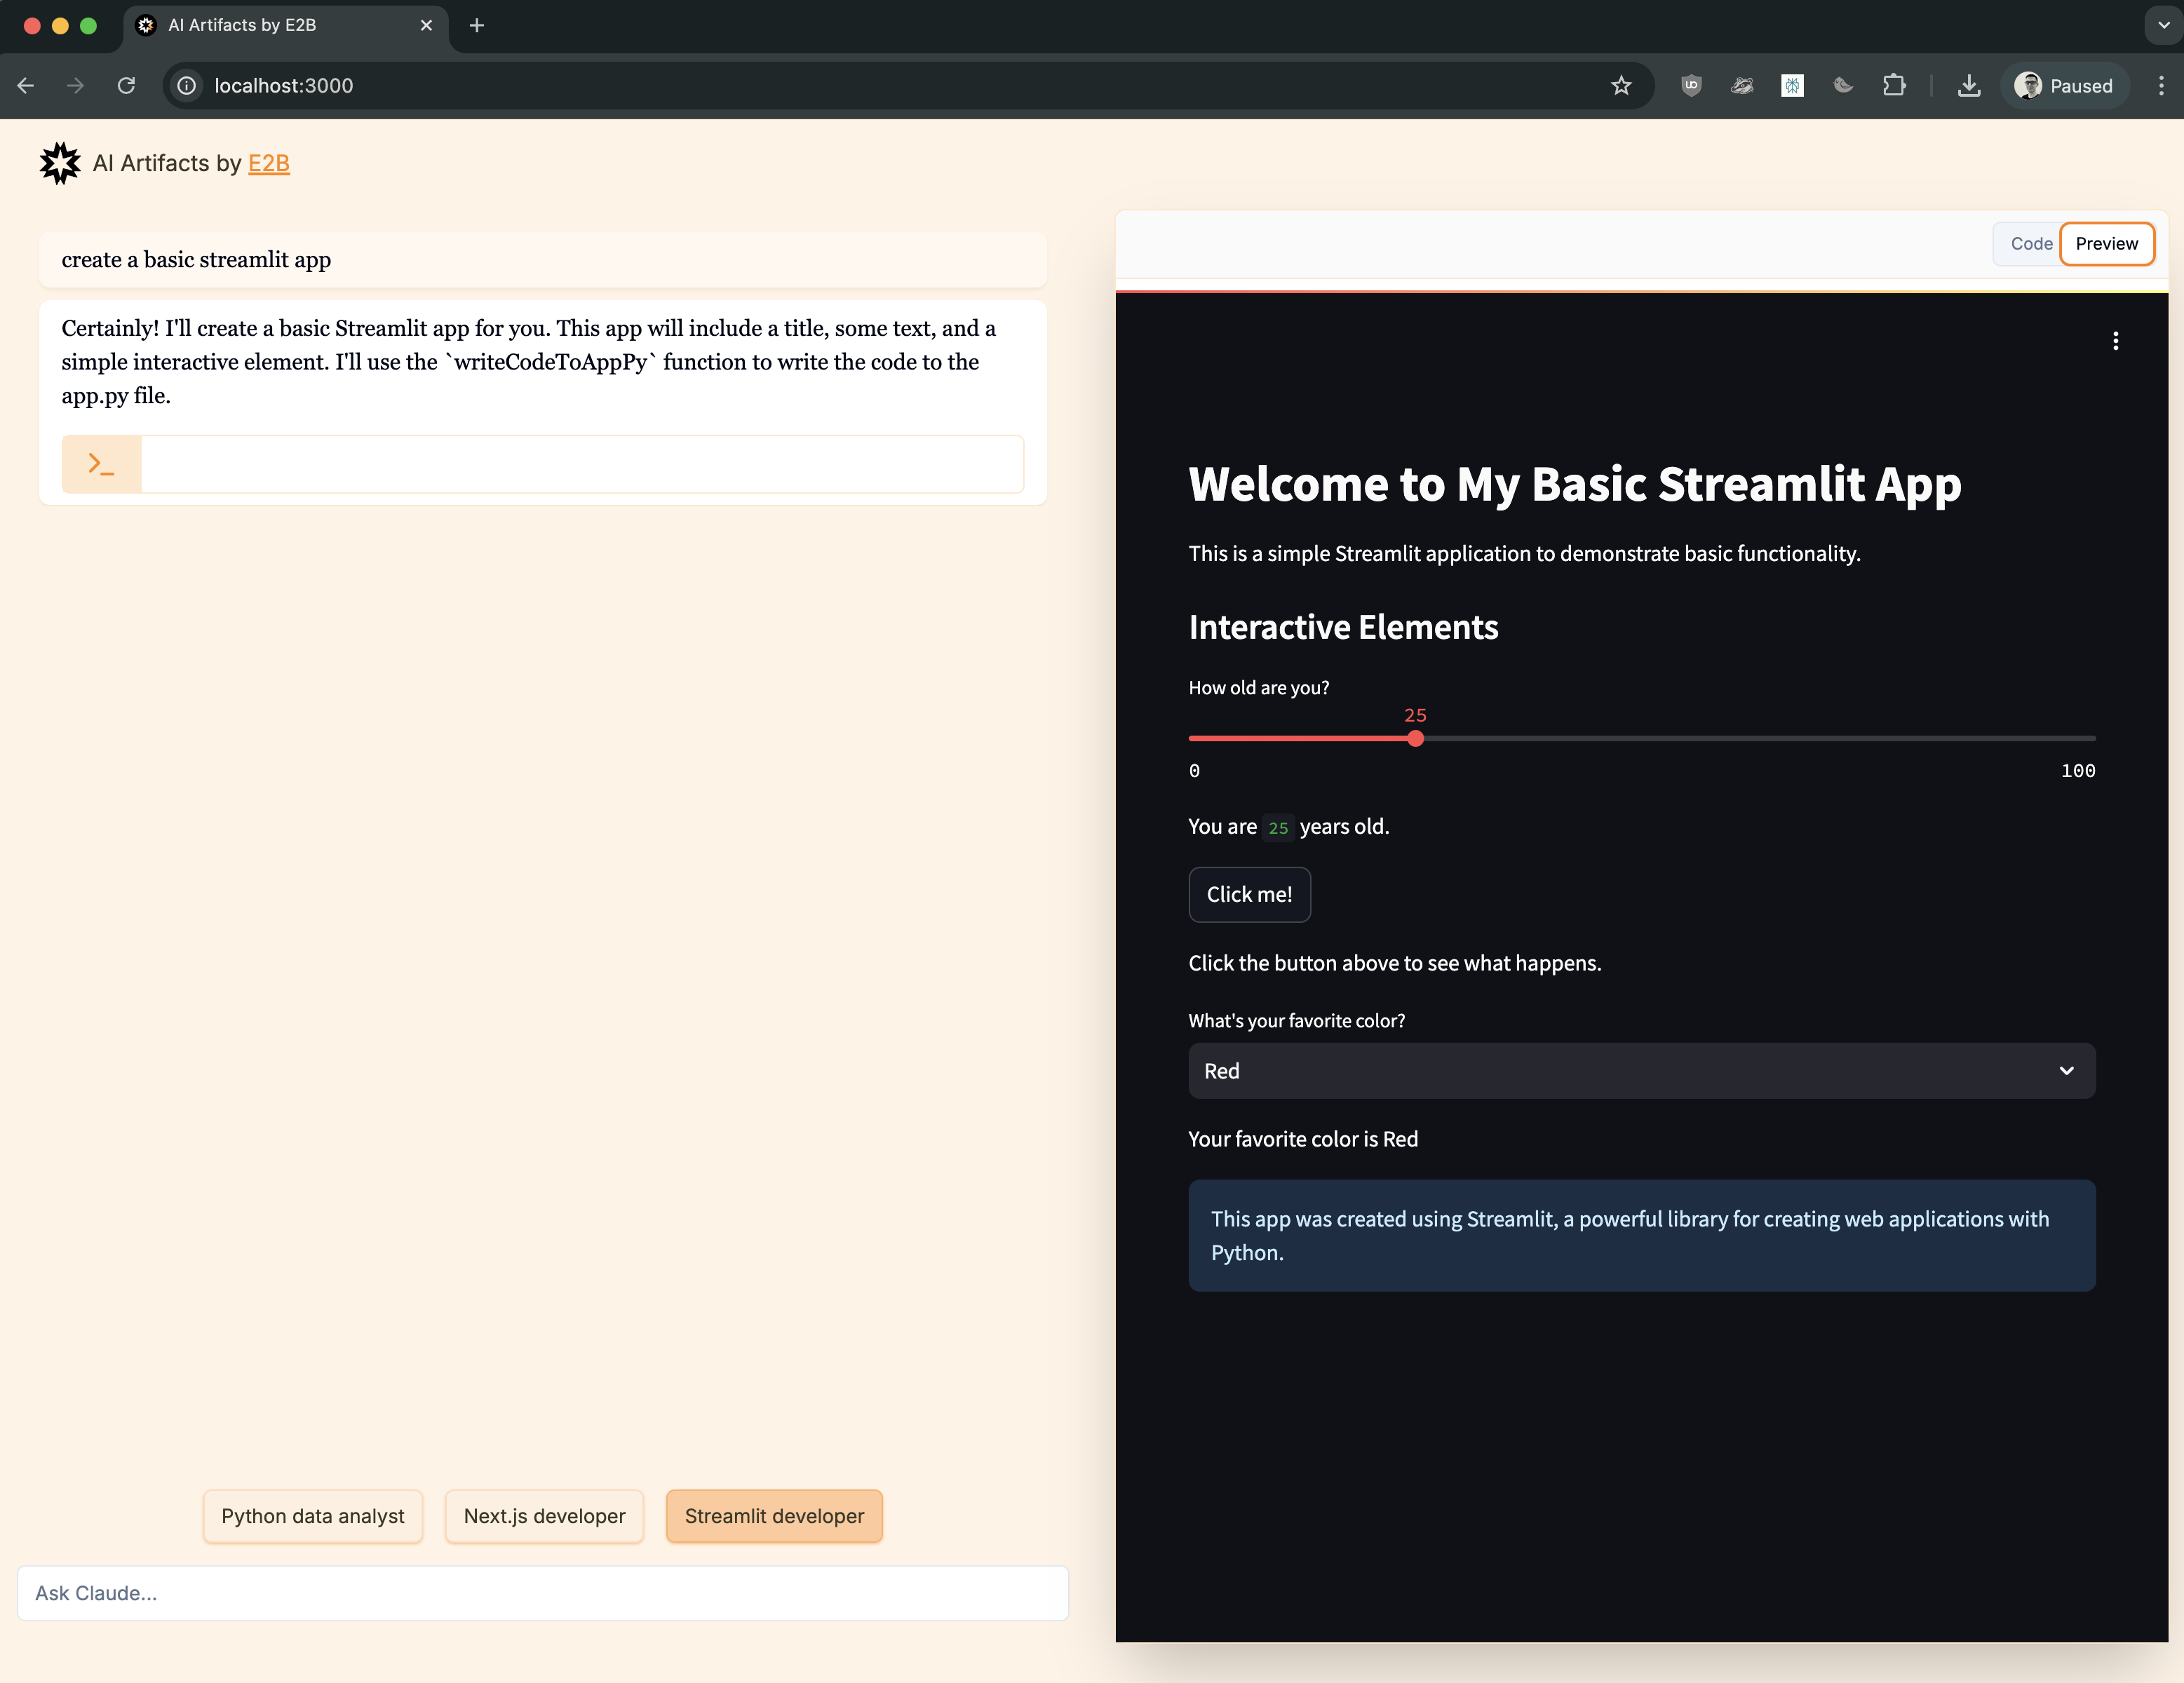 AI Artifacts by E2B
localhost:3000
Paused
AI Artifacts by E2B
create a basic streamlit app
Certainly! I'll create a basic Streamlit app for you. This app will include a title, some text, and a
simple interactive element. I'll use the `writeCodeToAppPy` function to write the code to the
app.py file.
>_
Python data analyst
Next.js developer
Streamlit developer
Ask Claude...
Code
Preview
Welcome to My Basic Streamlit App
This is a simple Streamlit application to demonstrate basic functionality.
Interactive Elements
How old are you?
25
0
100
You are 25 years old.
Click me!
Click the button above to see what happens.
What's your favorite color?
Red
Your favorite color is Red
This app was created using Streamlit, a powerful library for creating web applications with
Python.